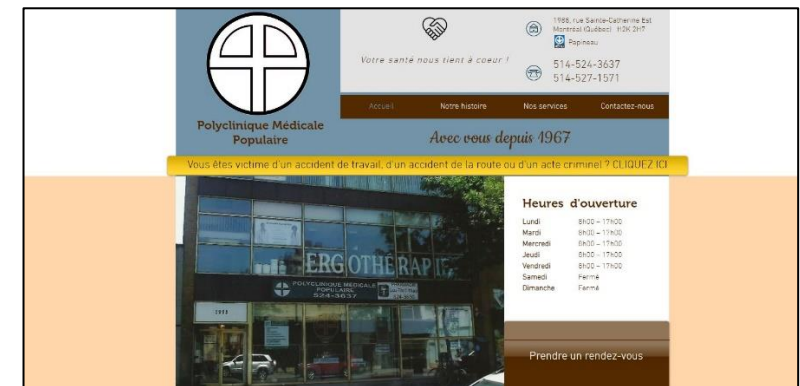 1988, rue Sainte-Catherine Est
Montréal (Québec) H2K 2H7
Papineau
Votre santé nous tient à coeur !
514-524-3637
514-527-1571
Accueil
Notre histoire
Nos services
Contactez-nous
Polyclinique Médicale
Populaire
Avec vous depuis 1967
Vous êtes victime d'un accident de travail, d'un accident de la route ou d'un acte criminel ? CLIQUEZ ICI
ERGOTHÉRAPIE
POLYCLINIQUE MÉDICALE
POPULAIRE
524-3637
Heures d'ouverture
Lundi 8h00 – 17h00
Mardi 8h00 – 17h00
Mercredi 8h00 – 17h00
Jeudi 8h00 – 17h00
Vendredi 8h00 – 17h00
Samedi Fermé
Dimanche Fermé
Prendre un rendez-vous